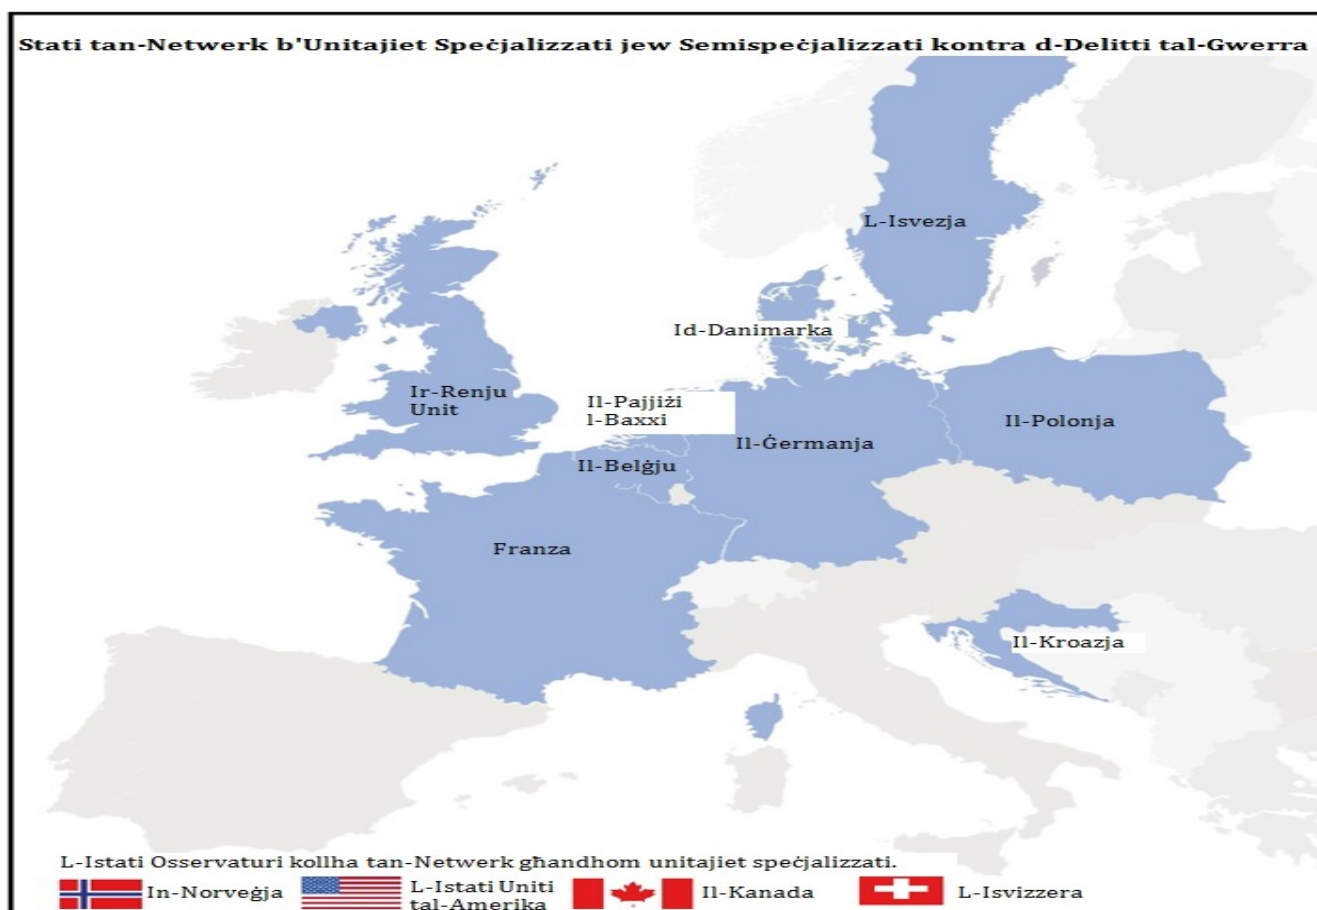 Stati tan-Netwerk b'Unitajiet Speċjalizzati jew Semispeċjalizzati kontra d-Delitti tal-Gwerra
L-Isvezja
Id-Danimarka
Ir-Renju
Unit
Il-Pajjiżi
l-Baxxi
Il-Ġermanja
Il-Polonja
Il-Belġju
Franza
Il-Kroazja
L-Istati Osservaturi kollha tan-Netwerk għandhom unitajiet speċjalizzati.
In-Norveġja
L-Istati Uniti
tal-Amerika
Il-Kanada
L-Isvizzera